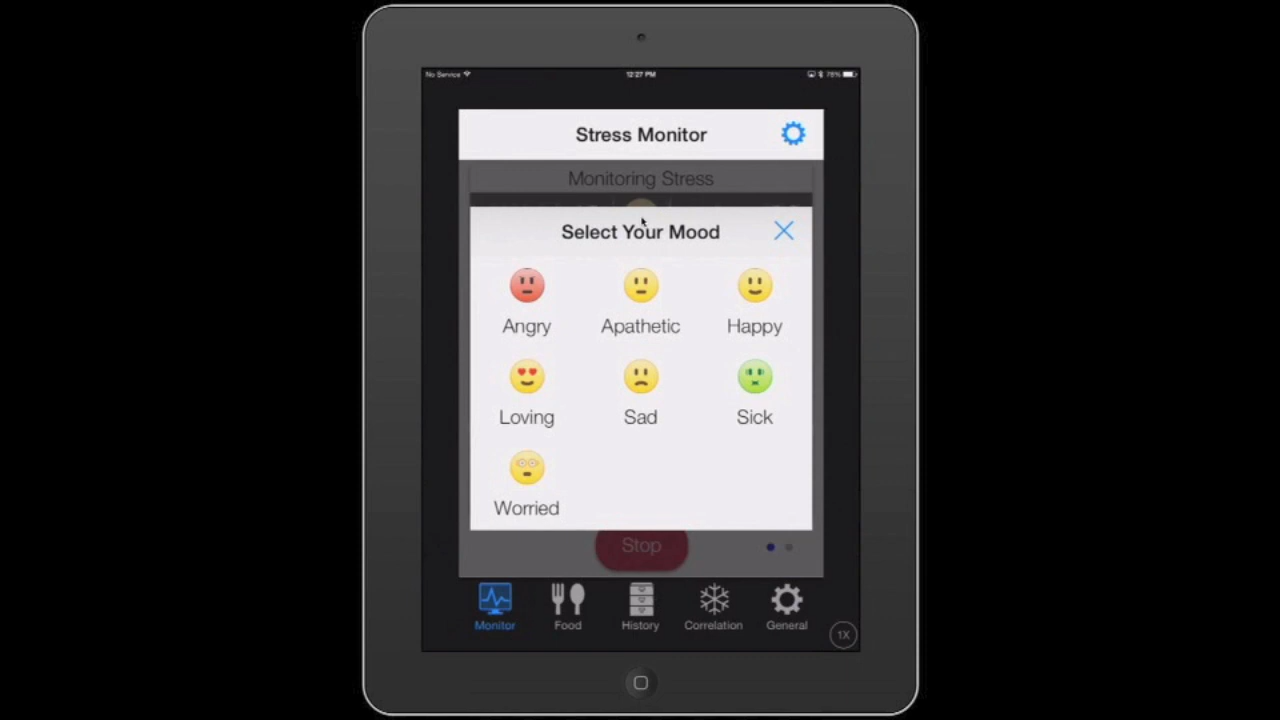 No Service 12:27 PM 76%
Stress Monitor
Monitoring Stress
Select Your Mood
Angry Apathetic Happy
Loving Sad Sick
Worried
Stop
Monitor Food History Correlation General
1X